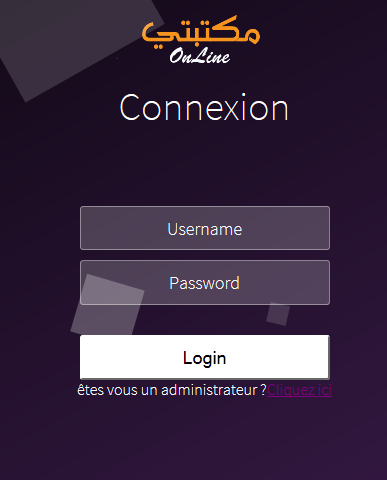 مكتبتي
OnLine
Connexion
Username
Password
Login
êtes vous un administrateur ?Cliquez ici